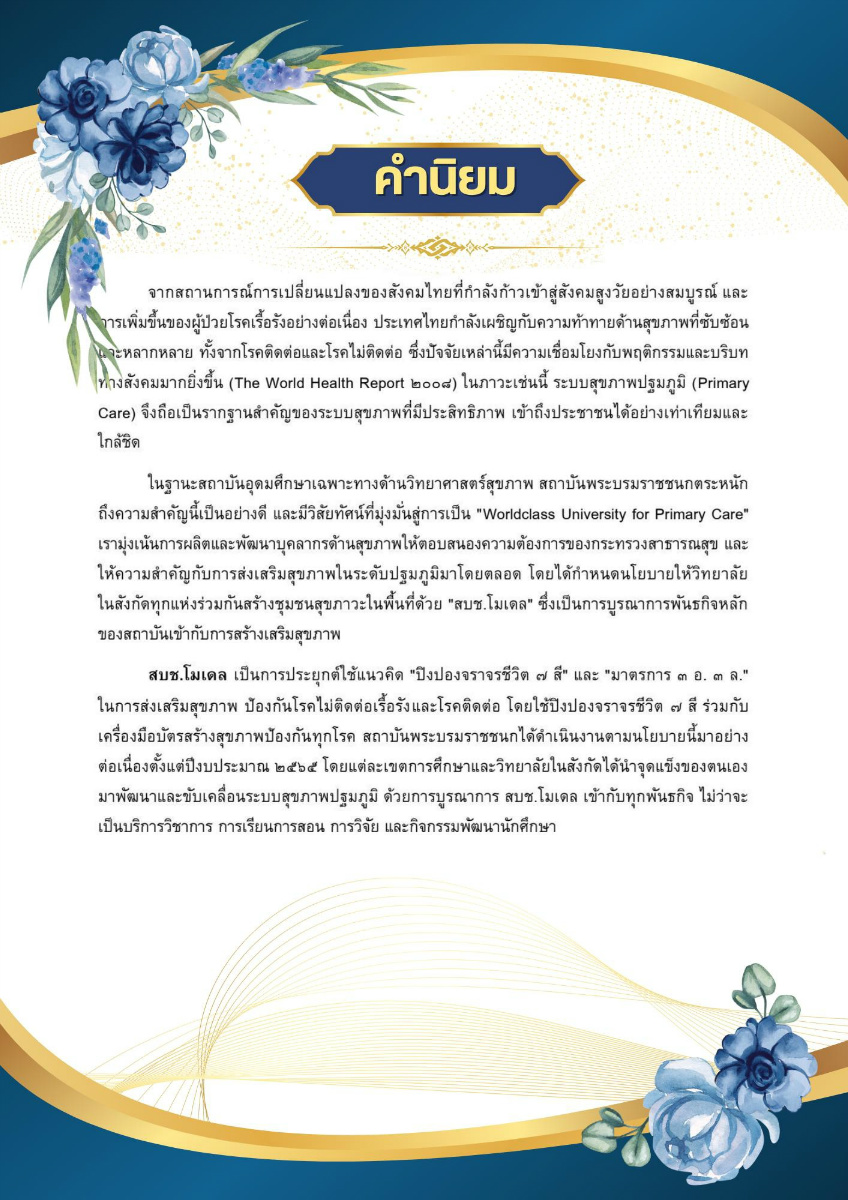 คำนิยม
จากสถานการณ์การเปลี่ยนแปลงของสังคมไทยที่กำลังก้าวเข้าสู่สังคมสูงวัยอย่างสมบูรณ์ และ
การเพิ่มขึ้นของผู้ป่วยโรคเรื้อรังอย่างต่อเนื่อง ประเทศไทยกำลังเผชิญกับความท้าทายด้านสุขภาพที่ซับซ้อน
และหลากหลาย ทั้งจากโรคติดต่อและโรคไม่ติดต่อ ซึ่งปัจจัยเหล่านี้มีความเชื่อมโยงกับพฤติกรรมและบริบท
ทางสังคมมากยิ่งขึ้น (The World Health Report ๒๐๐๘) ในภาวะเช่นนี้ ระบบสุขภาพปฐมภูมิ (Primary
Care) จึงถือเป็นรากฐานสำคัญของระบบสุขภาพที่มีประสิทธิภาพ เข้าถึงประชาชนได้อย่างเท่าเทียมและ
ใกล้ชิด
ในฐานะสถาบันอุดมศึกษาเฉพาะทางด้านวิทยาศาสตร์สุขภาพ สถาบันพระบรมราชชนกตระหนัก
ถึงความสำคัญนี้เป็นอย่างดี และมีวิสัยทัศน์ที่มุ่งมั่นสู่การเป็น "Worldclass University for Primary Care"
เรามุ่งเน้นการผลิตและพัฒนาบุคลากรด้านสุขภาพให้ตอบสนองความต้องการของกระทรวงสาธารณสุข และ
ให้ความสำคัญกับการส่งเสริมสุขภาพในระดับปฐมภูมิมาโดยตลอด โดยได้กำหนดนโยบายให้วิทยาลัย
ในสังกัดทุกแห่งร่วมกันสร้างชุมชนสุขภาวะในพื้นที่ด้วย "สบช.โมเดล" ซึ่งเป็นการบูรณาการพันธกิจหลัก
ของสถาบันเข้ากับการสร้างเสริมสุขภาพ
สบช.โมเดล เป็นการประยุกต์ใช้แนวคิด "ปิงปองจราจรชีวิต ๗ สี" และ "มาตรการ ๓ อ. ๓ ล."
ในการส่งเสริมสุขภาพ ป้องกันโรคไม่ติดต่อเรื้อรังและโรคติดต่อ โดยใช้ปิงปองจราจรชีวิต ๗ สี ร่วมกับ
เครื่องมือบัตรสร้างสุขภาพป้องกันทุกโรค สถาบันพระบรมราชชนกได้ดำเนินงานตามนโยบายนี้มาอย่าง
ต่อเนื่องตั้งแต่ปีงบประมาณ ๒๕๖๕ โดยแต่ละเขตการศึกษาและวิทยาลัยในสังกัดได้นำจุดแข็งของตนเอง
มาพัฒนาและขับเคลื่อนระบบสุขภาพปฐมภูมิ ด้วยการบูรณาการ สบช.โมเดล เข้ากับทุกพันธกิจ ไม่ว่าจะ
เป็นบริการวิชาการ การเรียนการสอน การวิจัย และกิจกรรมพัฒนานักศึกษา